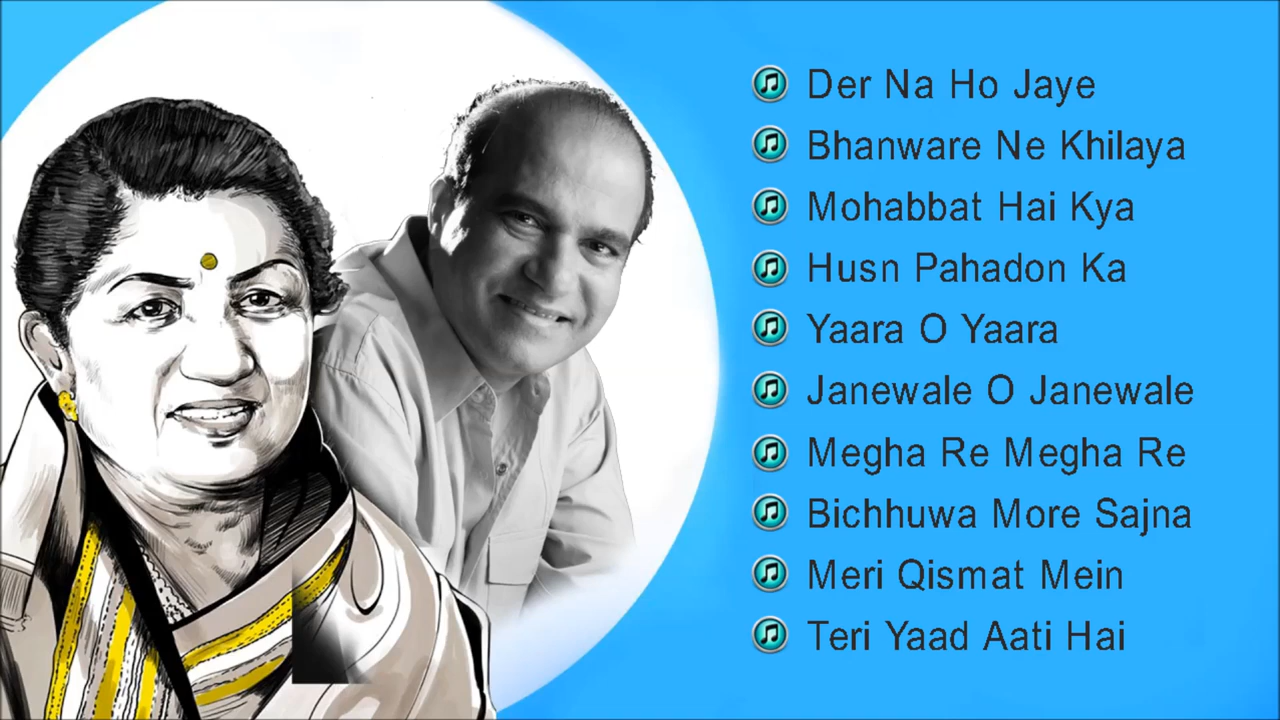 Der Na Ho Jaye
Bhanware Ne Khilaya
Mohabbat Hai Kya
Husn Pahadon Ka
Yaara O Yaara
Janewale O Janewale
Megha Re Megha Re
Bichhuwa More Sajna
Meri Qismat Mein
Teri Yaad Aati Hai